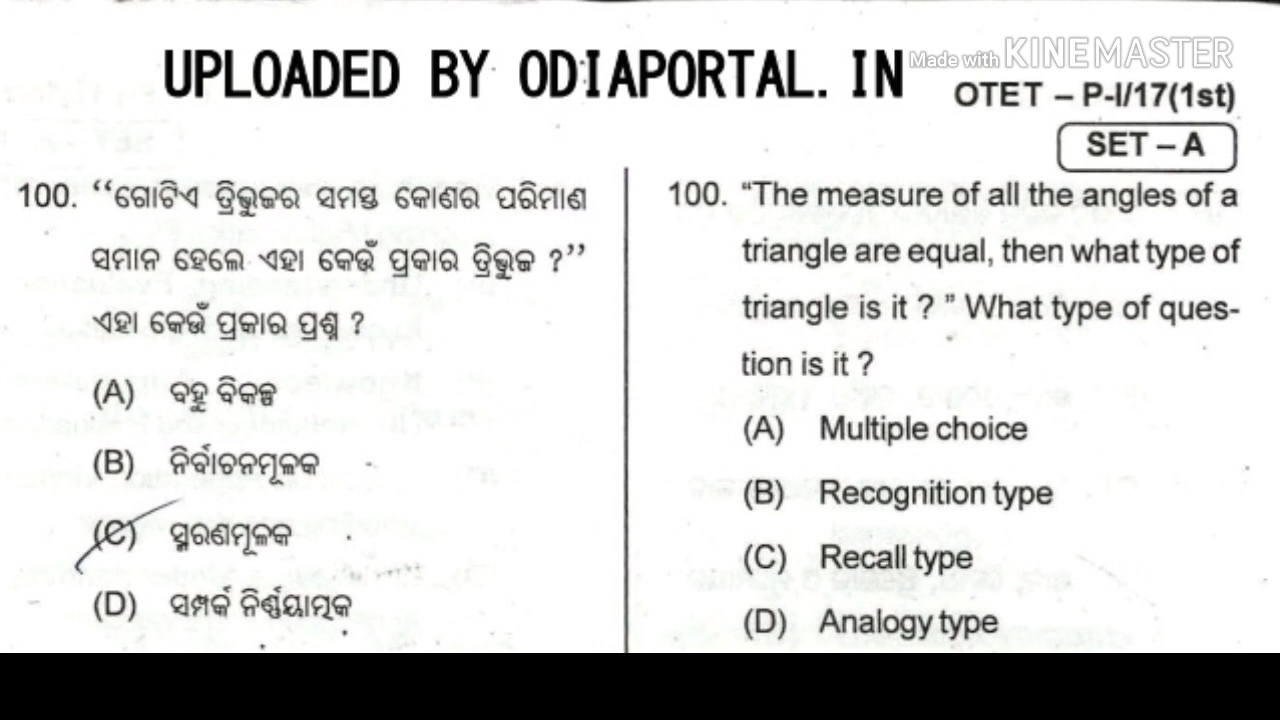 UPLOADED BY ODIAPORTAL. IN
Made with KINEMASTER
OTET – P-I/17(1st)
SET – A
100. ‘‘ଗୋଟିଏ ତ୍ରିଭୁଜର ସମସ୍ତ କୋଣର ପରିମାଣ
ସମାନ ହେଲେ ଏହା କେଉଁ ପ୍ରକାର ତ୍ରିଭୁଜ ?’’
ଏହା କେଉଁ ପ୍ରକାର ପ୍ରଶ୍ନ ?
(A) ବହୁ ବିକଳ୍ପ
(B) ନିର୍ବାଚନମୂଳକ
(C) ସ୍ମରଣମୂଳକ
(D) ସମ୍ପର୍କ ନିର୍ଣ୍ଣୟାତ୍ମକ
100. “The measure of all the angles of a
triangle are equal, then what type of
triangle is it ? ” What type of ques-
tion is it ?
(A) Multiple choice
(B) Recognition type
(C) Recall type
(D) Analogy type